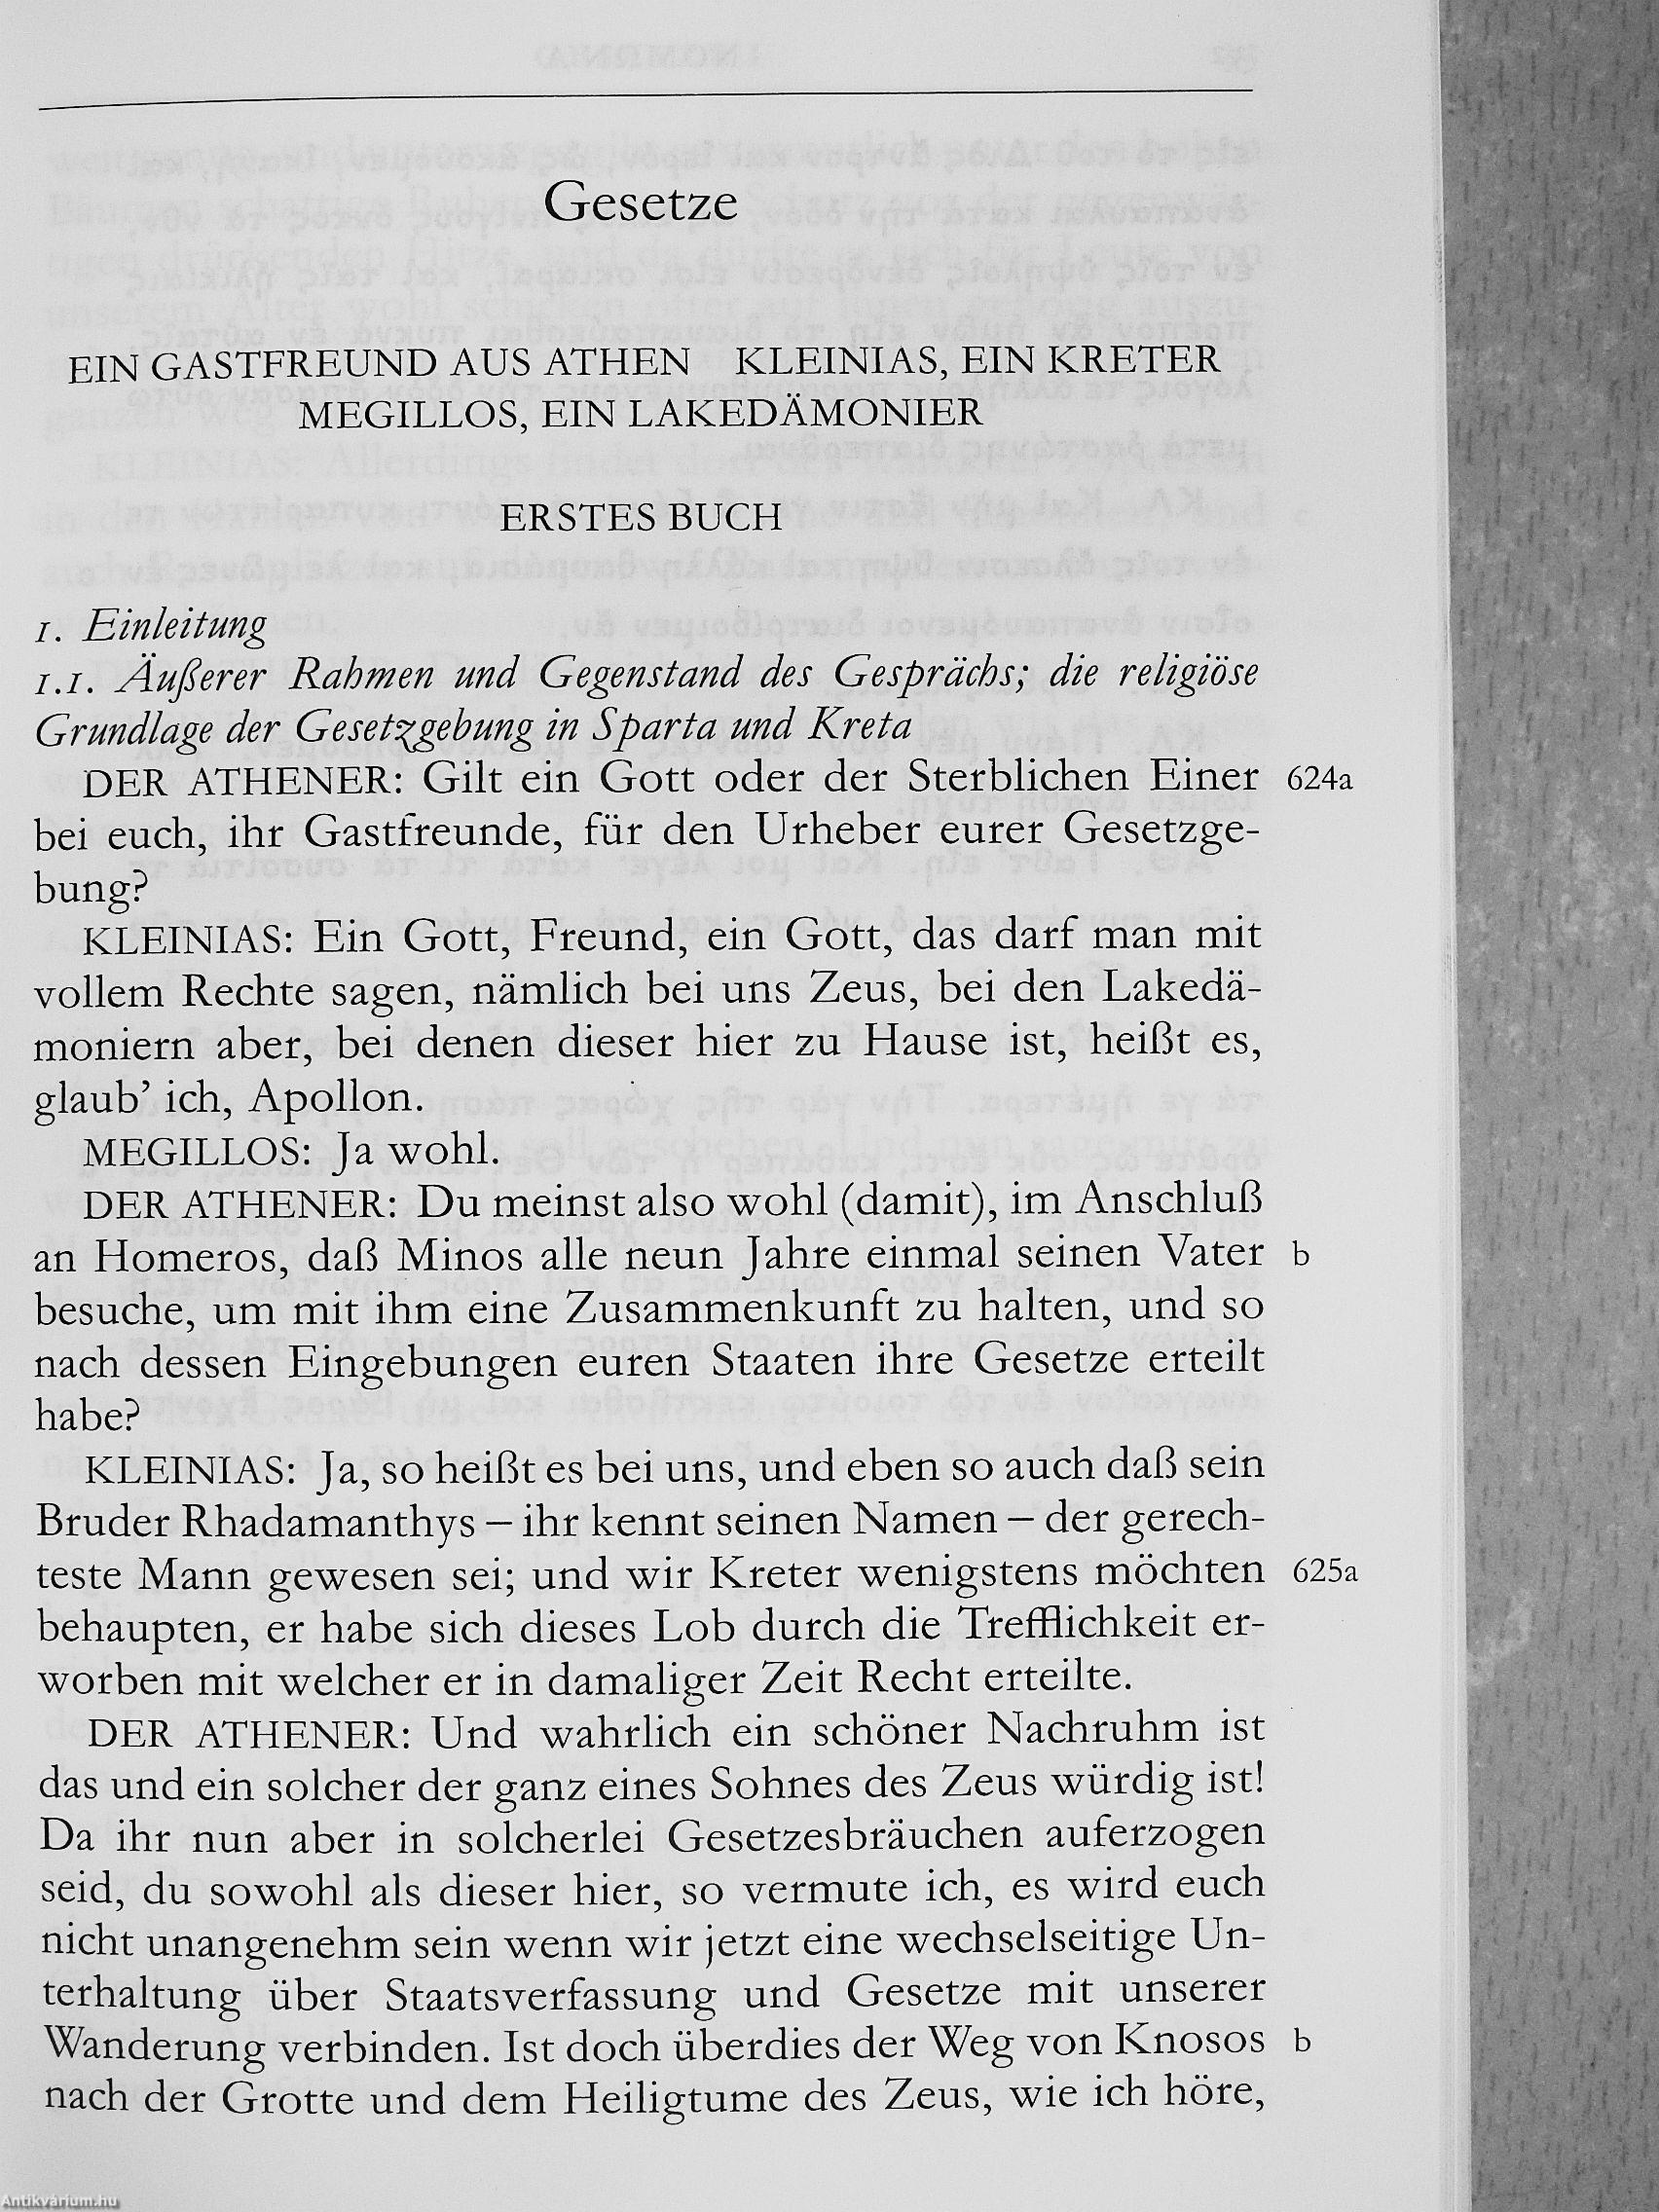 Gesetze
EIN GASTFREUND AUS ATHEN KLEINIAS, EIN KRETER
MEGILLOS, EIN LAKEDÄMONIER
ERSTES BUCH
1. Einleitung
1.1. Äußerer Rahmen und Gegenstand des Gesprächs; die religiöse
Grundlage der Gesetzgebung in Sparta und Kreta
DER ATHENER: Gilt ein Gott oder der Sterblichen Einer 624a
bei euch, ihr Gastfreunde, für den Urheber eurer Gesetzge-
bung?
KLEINIAS: Ein Gott, Freund, ein Gott, das darf man mit
vollem Rechte sagen, nämlich bei uns Zeus, bei den Lakedä-
moniern aber, bei denen dieser hier zu Hause ist, heißt es,
glaub’ ich, Apollon.
MEGILLOS: Ja wohl.
DER ATHENER: Du meinst also wohl (damit), im Anschluß
an Homeros, daß Minos alle neun Jahre einmal seinen Vater b
besuche, um mit ihm eine Zusammenkunft zu halten, und so
nach dessen Eingebungen euren Staaten ihre Gesetze erteilt
habe?
KLEINIAS: Ja, so heißt es bei uns, und eben so auch daß sein
Bruder Rhadamanthys – ihr kennt seinen Namen – der gerech-
teste Mann gewesen sei; und wir Kreter wenigstens möchten 625a
behaupten, er habe sich dieses Lob durch die Trefflichkeit er-
worben mit welcher er in damaliger Zeit Recht erteilte.
DER ATHENER: Und wahrlich ein schöner Nachruhm ist
das und ein solcher der ganz eines Sohnes des Zeus würdig ist!
Da ihr nun aber in solcherlei Gesetzesbräuchen auferzogen
seid, du sowohl als dieser hier, so vermute ich, es wird euch
nicht unangenehm sein wenn wir jetzt eine wechselseitige Un-
terhaltung über Staatsverfassung und Gesetze mit unserer
Wanderung verbinden. Ist doch überdies der Weg von Knosos b
nach der Grotte und dem Heiligtume des Zeus, wie ich höre,
Antikvárium.hu